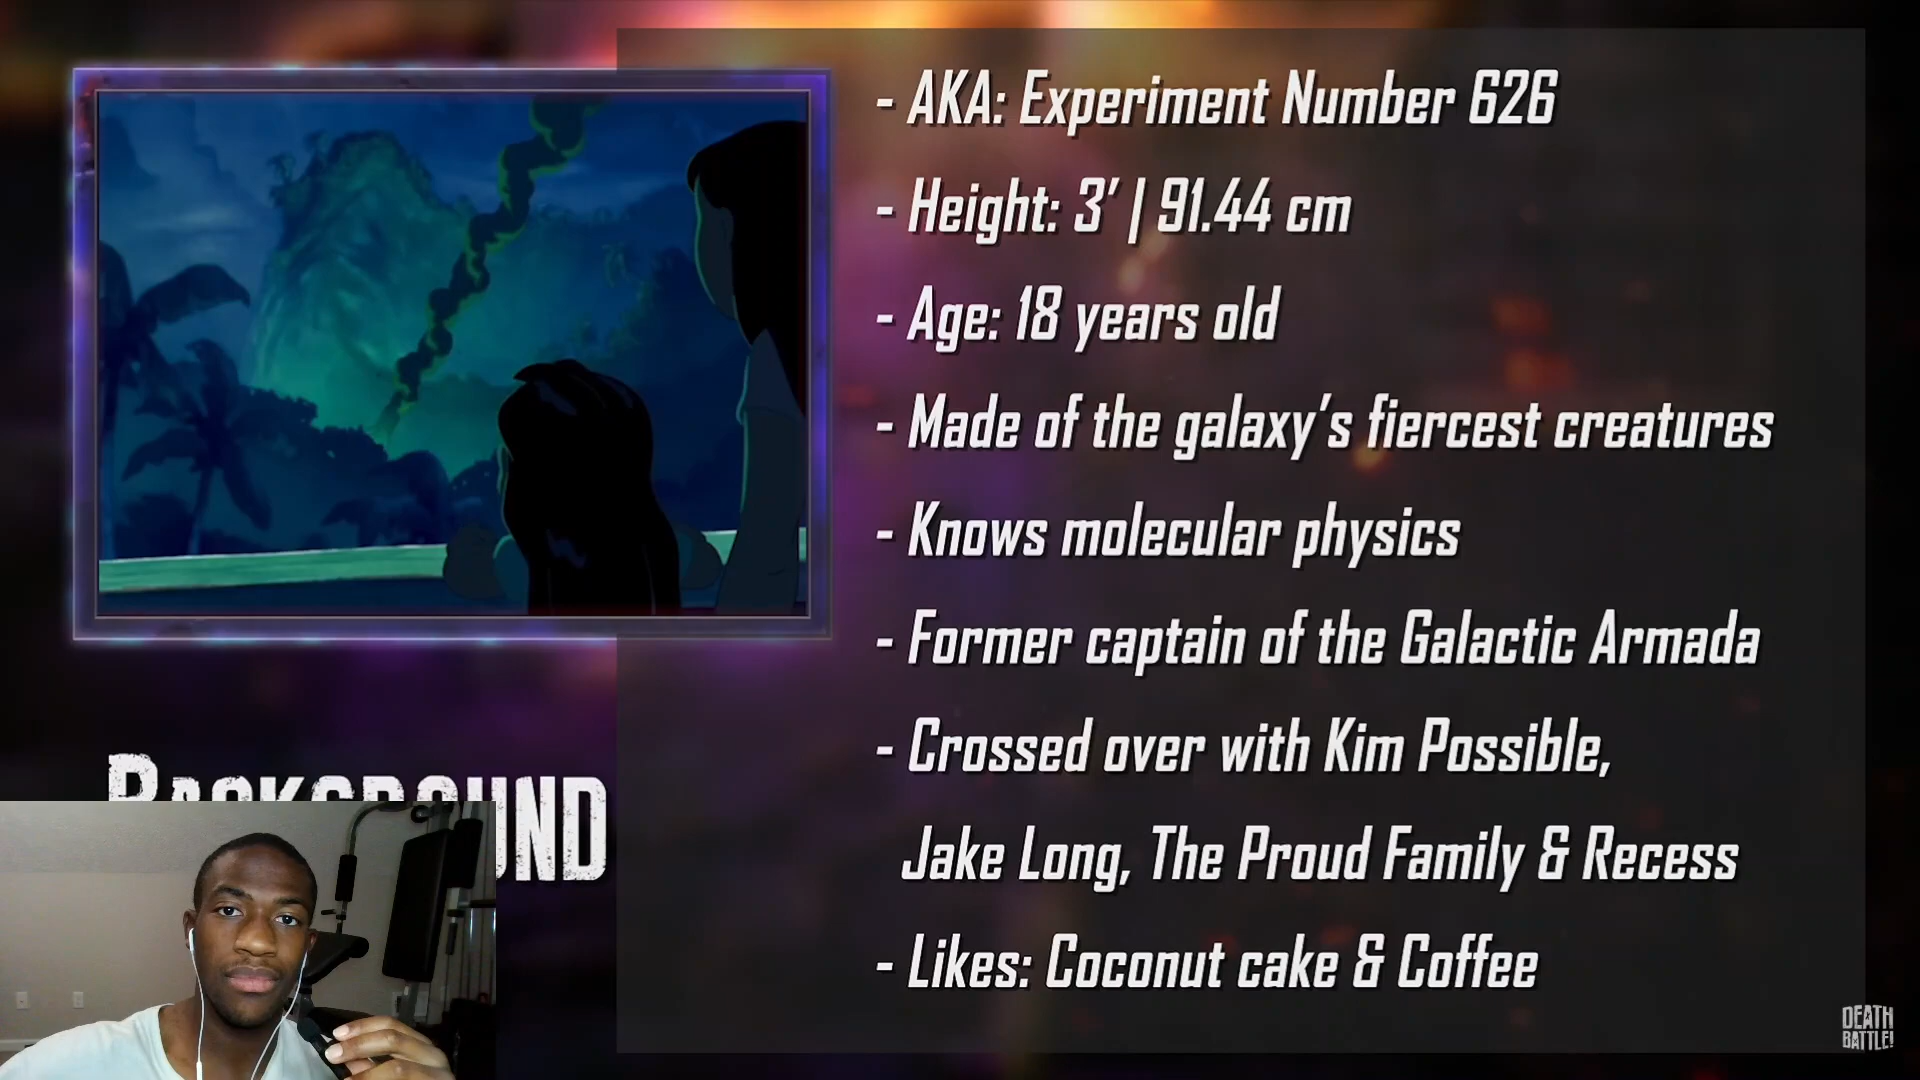 - AKA: Experiment Number 626
- Height: 3' | 91.44 cm
- Age: 18 years old
- Made of the galaxy's fiercest creatures
- Knows molecular physics
- Former captain of the Galactic Armada
- Crossed over with Kim Possible,
Jake Long, The Proud Family & Recess
- Likes: Coconut cake & Coffee
BACKGROUND
DEATH
BATTLE!